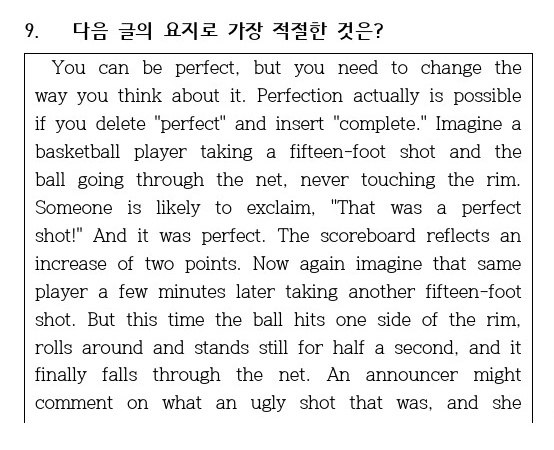 9. 다음 글의 요지로 가장 적절한 것은?
You can be perfect, but you need to change the
way you think about it. Perfection actually is possible
if you delete "perfect" and insert "complete." Imagine a
basketball player taking a fifteen-foot shot and the
ball going through the net, never touching the rim.
Someone is likely to exclaim, "That was a perfect
shot!" And it was perfect. The scoreboard reflects an
increase of two points. Now again imagine that same
player a few minutes later taking another fifteen-foot
shot. But this time the ball hits one side of the rim,
rolls around and stands still for half a second, and it
finally falls through the net. An announcer might
comment on what an ugly shot that was, and she